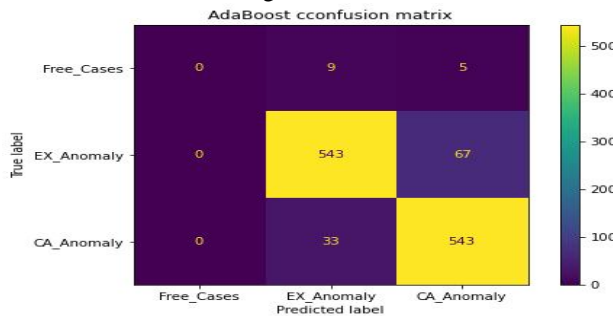 AdaBoost cconfusion matrix
Free_Cases 0 9 5
EX_Anomaly 0 543 67
CA_Anomaly 0 33 543
Free_Cases EX_Anomaly CA_Anomaly
Predicted label
True label
500
400
300
200
100
0